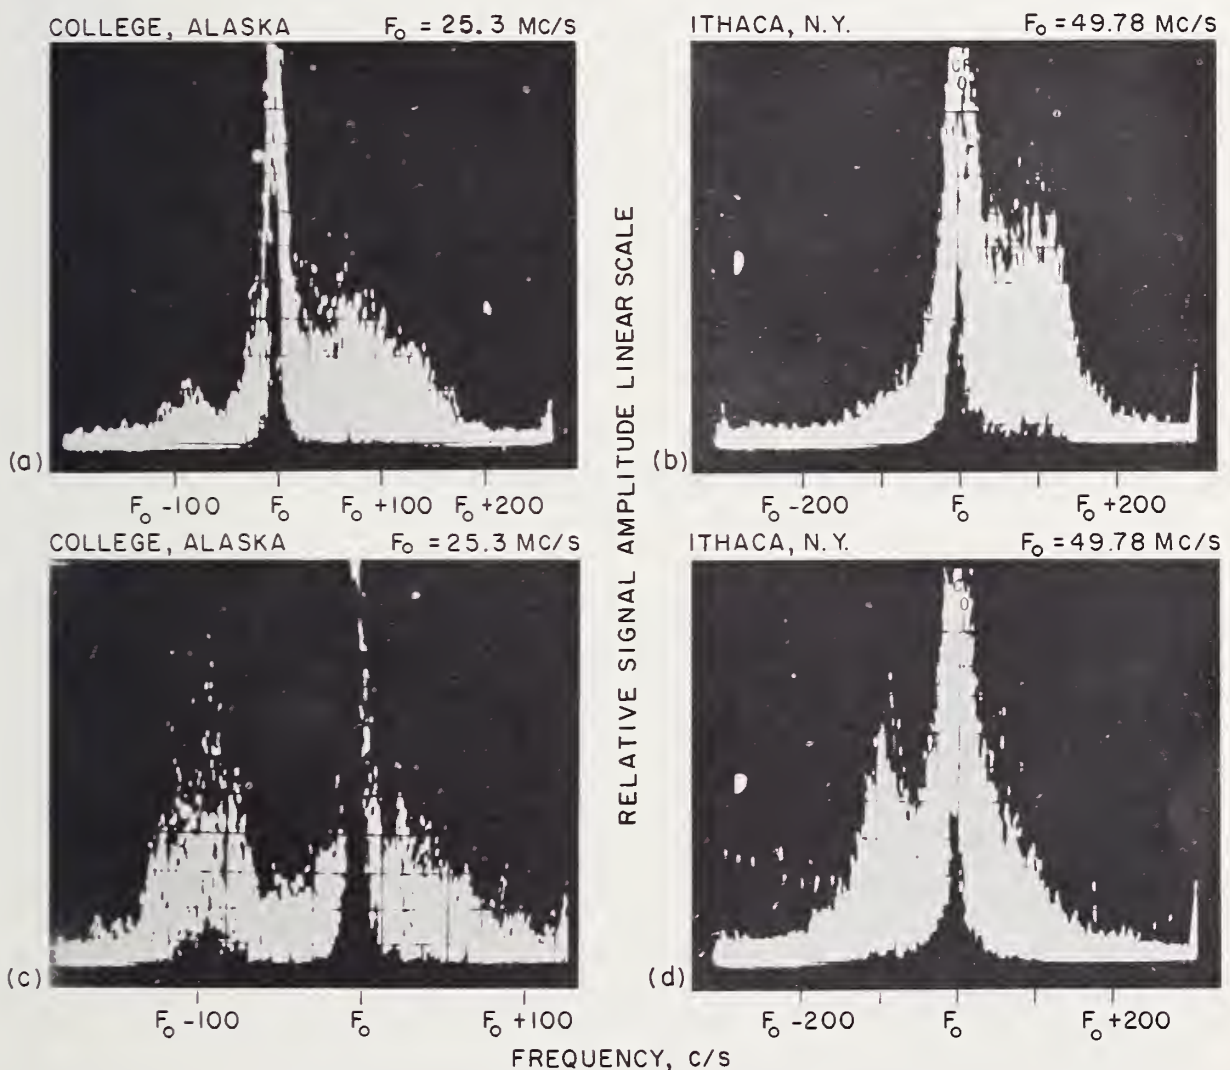 COLLEGE, ALASKA F₀ = 25.3 MC/S
ITHACA, N.Y. F₀ = 49.78 MC/S
(a)
(b)
F₀ -100 F₀ F₀ +100 F₀ +200
F₀ -200 F₀ F₀ +200
RELATIVE SIGNAL AMPLITUDE LINEAR SCALE
COLLEGE, ALASKA F₀ = 25.3 MC/S
ITHACA, N.Y. F₀ = 49.78 MC/S
(c)
(d)
F₀ -100 F₀ F₀ +100
F₀ -200 F₀ F₀ +200
FREQUENCY, C/S